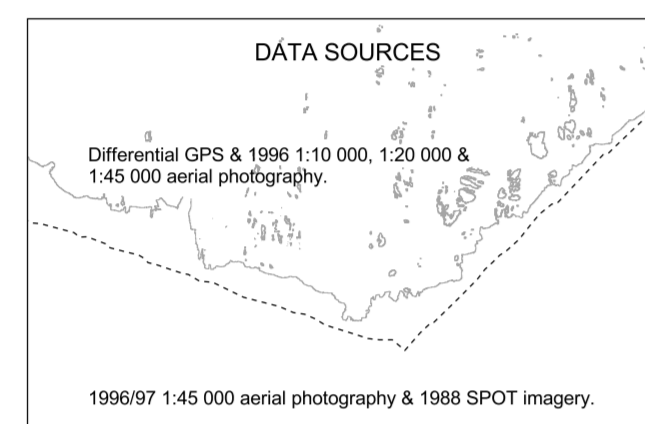 DATA SOURCES
Differential GPS & 1996 1:10 000, 1:20 000 &
1:45 000 aerial photography.
1996/97 1:45 000 aerial photography & 1988 SPOT imagery.